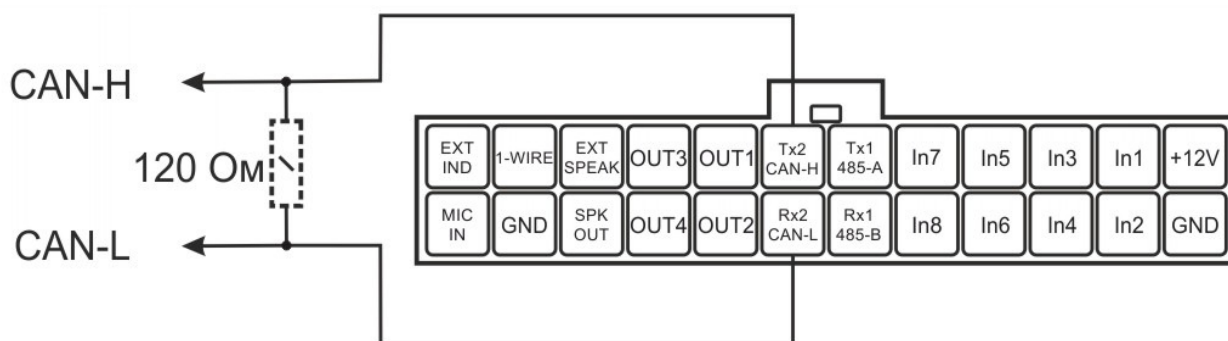 CAN-H
120 Ом
CAN-L
EXT
IND
1-WIRE
EXT
SPEAK
OUT3
OUT1
Tx2
CAN-H
Tx1
485-A
In7
In5
In3
In1
+12V
MIC
IN
GND
SPK
OUT
OUT4
OUT2
Rx2
CAN-L
Rx1
485-B
In8
In6
In4
In2
GND